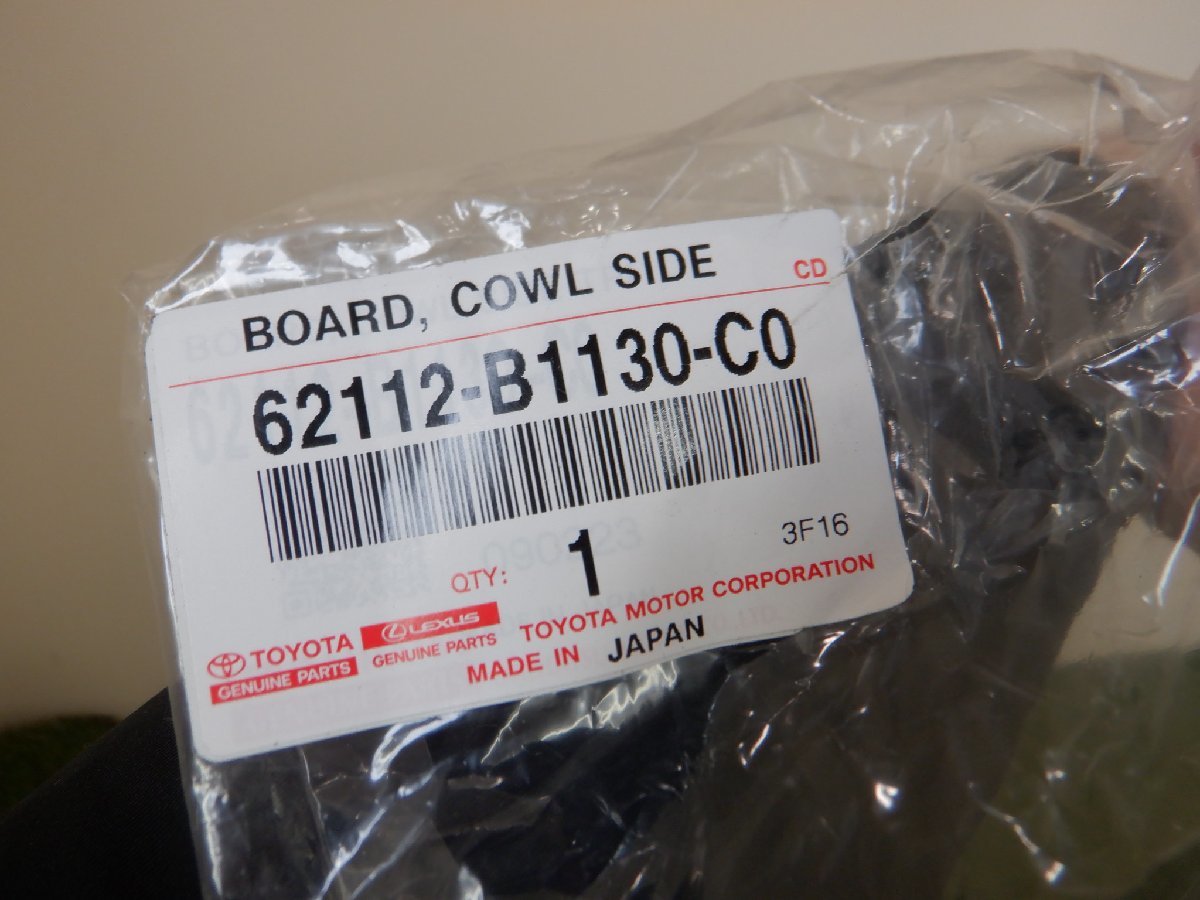 BOARD, COWL SIDE
CD
62112-B1130-C0
QTY: 1
3F16
TOYOTA
GENUINE PARTS
LEXUS
GENUINE PARTS
TOYOTA MOTOR CORPORATION
MADE IN JAPAN